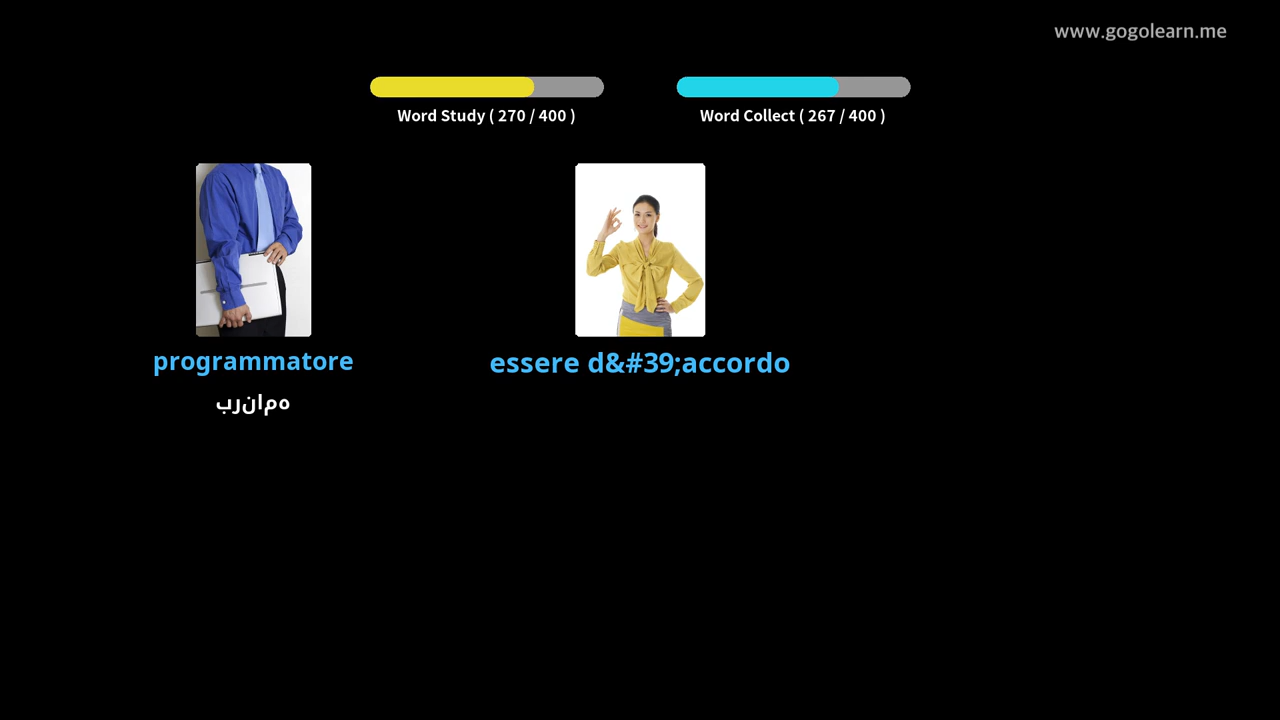 www.gogolearn.me
Word Study ( 270 / 400 )
Word Collect ( 267 / 400 )
programmatore
برنامه
essere d&#39;accordo